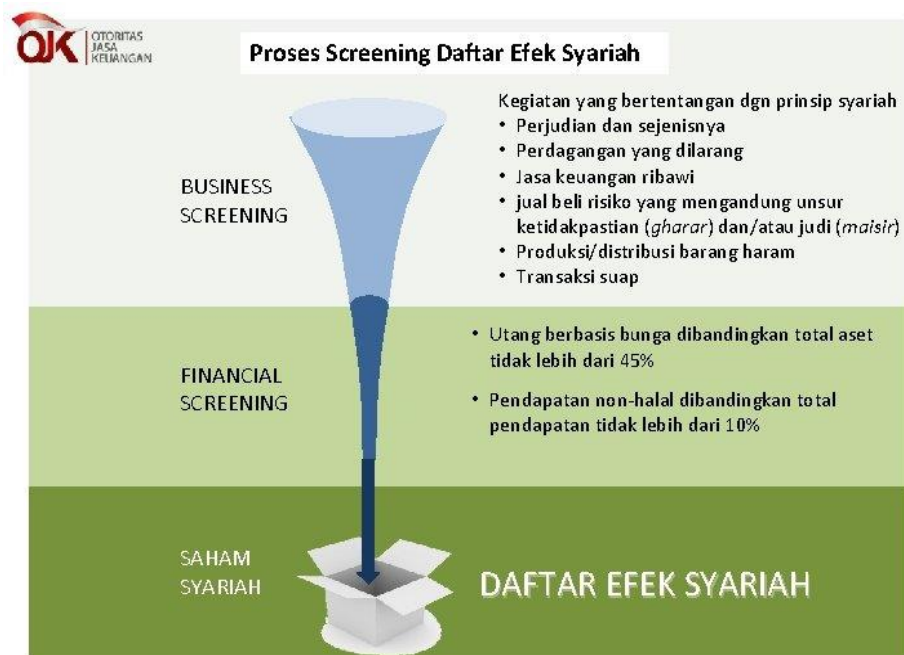 OJK
OTORITAS
JASA
KEUANGAN
Proses Screening Daftar Efek Syariah
BUSINESS
SCREENING
Kegiatan yang bertentangan dgn prinsip syariah
• Perjudian dan sejenisnya
• Perdagangan yang dilarang
• Jasa keuangan ribawi
• jual beli risiko yang mengandung unsur
ketidakpastian (gharar) dan/atau judi (maisir)
• Produksi/distribusi barang haram
• Transaksi suap
FINANCIAL
SCREENING
• Utang berbasis bunga dibandingkan total aset
tidak lebih dari 45%
• Pendapatan non-halal dibandingkan total
pendapatan tidak lebih dari 10%
SAHAM
SYARIAH
DAFTAR EFEK SYARIAH